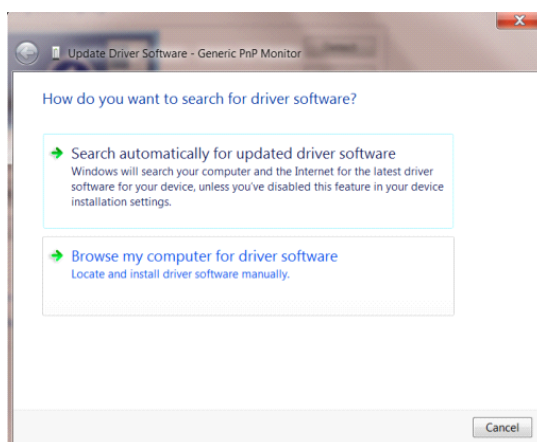 Update Driver Software - Generic PnP Monitor
How do you want to search for driver software?
Search automatically for updated driver software
Windows will search your computer and the Internet for the latest driver
software for your device, unless you've disabled this feature in your device
installation settings.
Browse my computer for driver software
Locate and install driver software manually.
Cancel